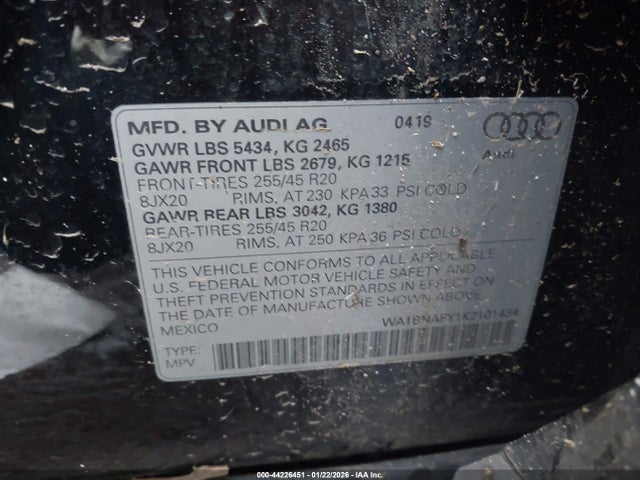 MFD. BY AUDI AG 04 19
GVWR LBS 5434, KG 2465
GAWR FRONT LBS 2679, KG 1215
FRONT-TIRES 255/45 R20
8JX20 RIMS, AT 230 KPA 33 PSI COLD
GAWR REAR LBS 3042, KG 1380
REAR-TIRES 255/45 R20
8JX20 RIMS, AT 250 KPA 36 PSI COLD
Audi
THIS VEHICLE CONFORMS TO ALL APPLICABLE
U.S. FEDERAL MOTOR VEHICLE SAFETY AND
THEFT PREVENTION STANDARDS IN EFFECT
ON THE DATE OF MANUFACTURE SHOWN ABOVE.
MEXICO
WA1BNAFY1K2101434
TYPE:
MPV
000-44226451 - 01/22/2026 - IAA Inc.